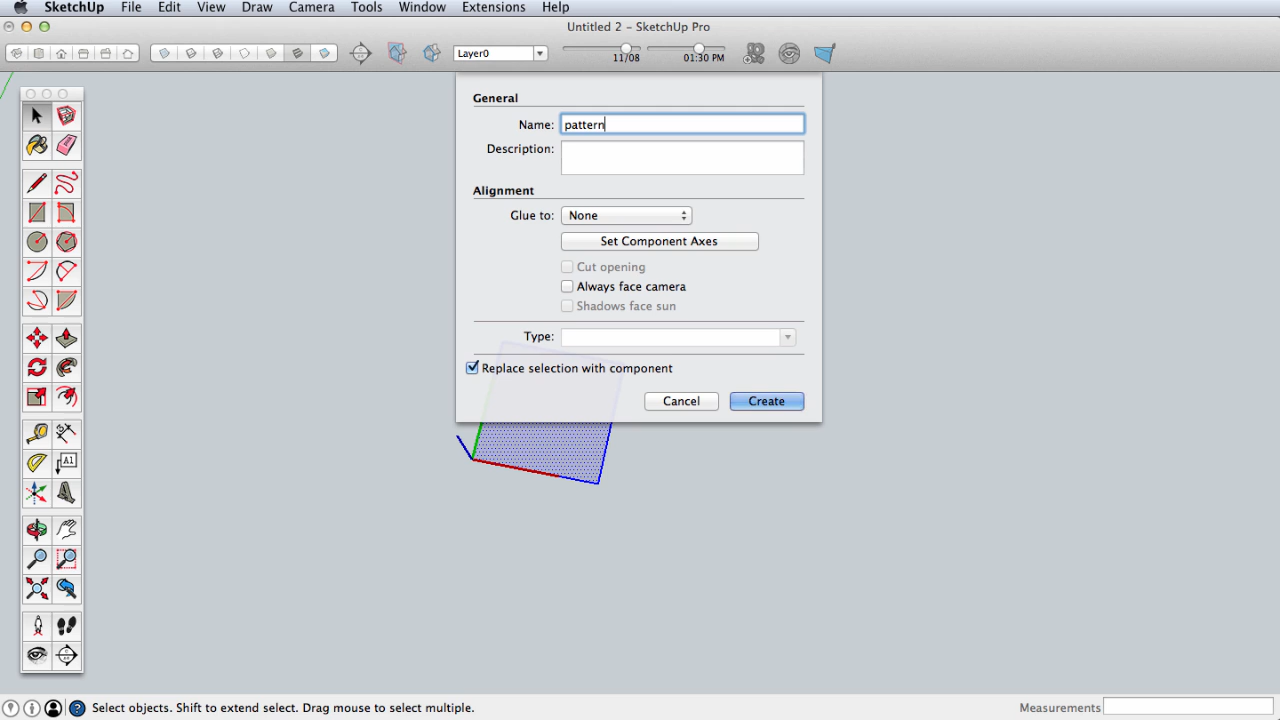 SketchUp File Edit View Draw Camera Tools Window Extensions Help
Untitled 2 - SketchUp Pro
Layer0
11/08 01:30 PM
General
Name: pattern
Description:
Alignment
Glue to: None
Set Component Axes
Cut opening
Always face camera
Shadows face sun
Type:
Replace selection with component
Cancel Create
A1
Select objects. Shift to extend select. Drag mouse to select multiple. Measurements